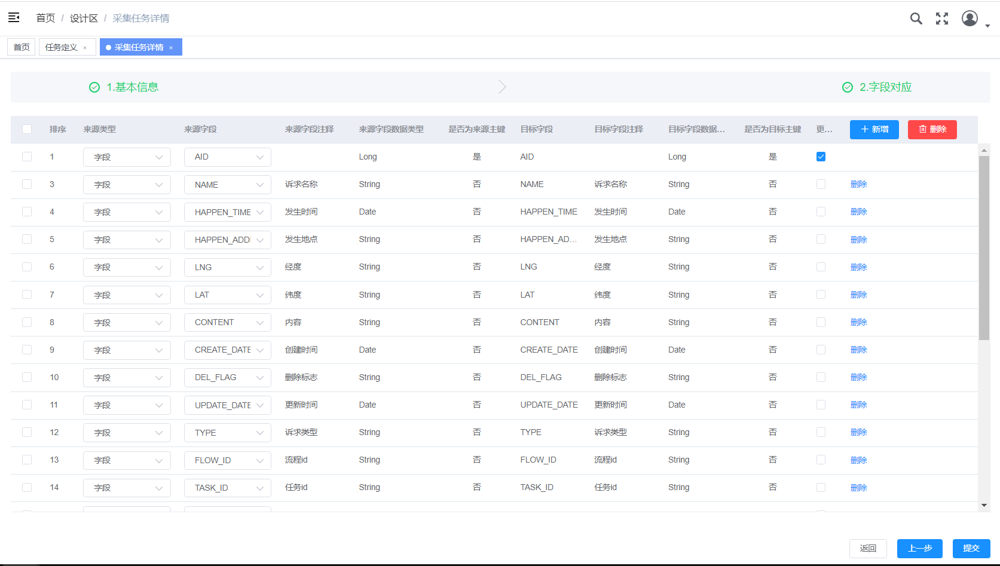 首页 / 设计区 / 采集任务详情
首页 任务定义 × 采集任务详情 ×
1.基本信息 2.字段对应
排序 来源类型 来源字段 来源字段注释 来源字段数据类型 是否为来源主键 目标字段 目标字段注释 目标字段数据... 是否为目标主键 更... 新增 删除
1 字段 AID Long 是 AID Long 是
3 字段 NAME 诉求名称 String 否 NAME 诉求名称 String 否 删除
4 字段 HAPPEN_TIME 发生时间 Date 否 HAPPEN_TIME 发生时间 Date 否 删除
5 字段 HAPPEN_ADD 发生地点 String 否 HAPPEN_AD... 发生地点 String 否 删除
6 字段 LNG 经度 String 否 LNG 经度 String 否 删除
7 字段 LAT 纬度 String 否 LAT 纬度 String 否 删除
8 字段 CONTENT 内容 String 否 CONTENT 内容 String 否 删除
9 字段 CREATE_DATE 创建时间 Date 否 CREATE_DATE 创建时间 Date 否 删除
10 字段 DEL_FLAG 删除标志 String 否 DEL_FLAG 删除标志 String 否 删除
11 字段 UPDATE_DATE 更新时间 Date 否 UPDATE_DATE 更新时间 Date 否 删除
12 字段 TYPE 诉求类型 String 否 TYPE 诉求类型 String 否 删除
13 字段 FLOW_ID 流程id String 否 FLOW_ID 流程id String 否 删除
14 字段 TASK_ID 任务id String 否 TASK_ID 任务id String 否 删除
返回 上一步 提交